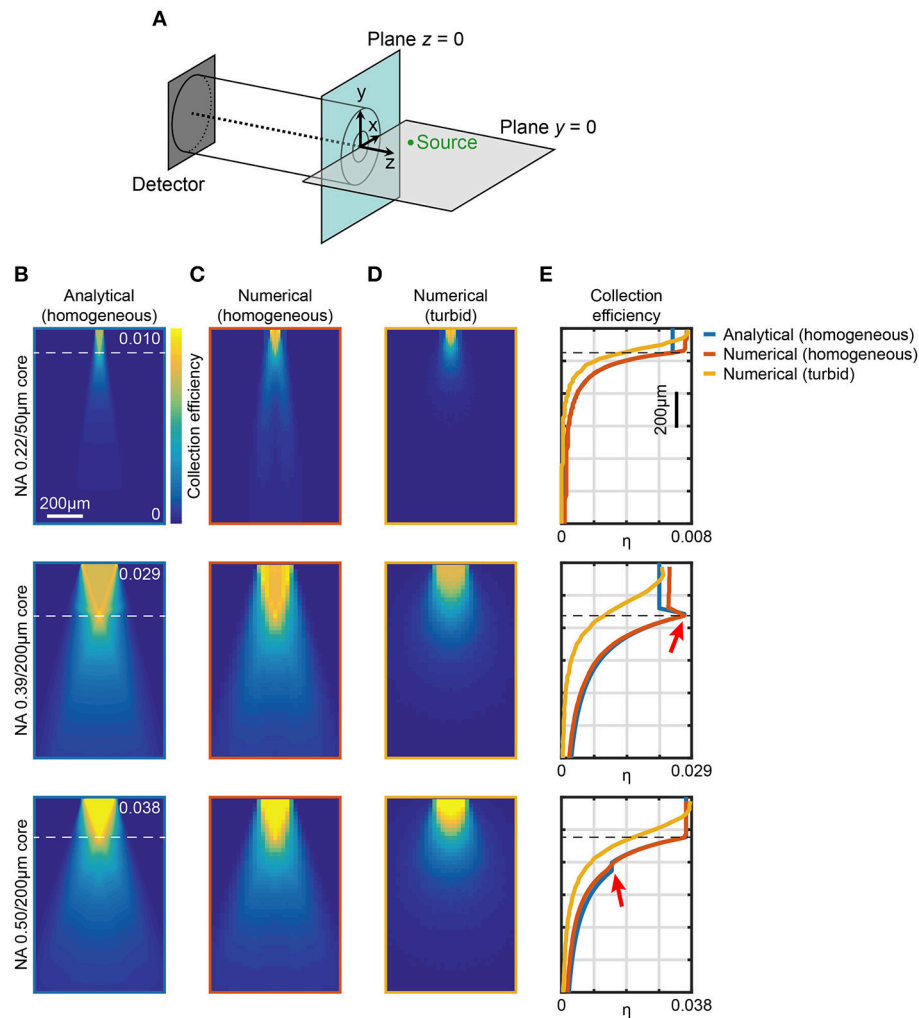 A
Plane z = 0
Plane y = 0
y
x
z
Source
Detector
B
C
D
E
Analytical
(homogeneous)
Numerical
(homogeneous)
Numerical
(turbid)
Collection
efficiency
NA 0.22/50μm core
0.010
200μm
0
Collection efficiency
200μm
0
η
0.008
Analytical (homogeneous)
Numerical (homogeneous)
Numerical (turbid)
NA 0.39/200μm core
0.029
0
η
0.029
NA 0.50/200μm core
0.038
0
η
0.038